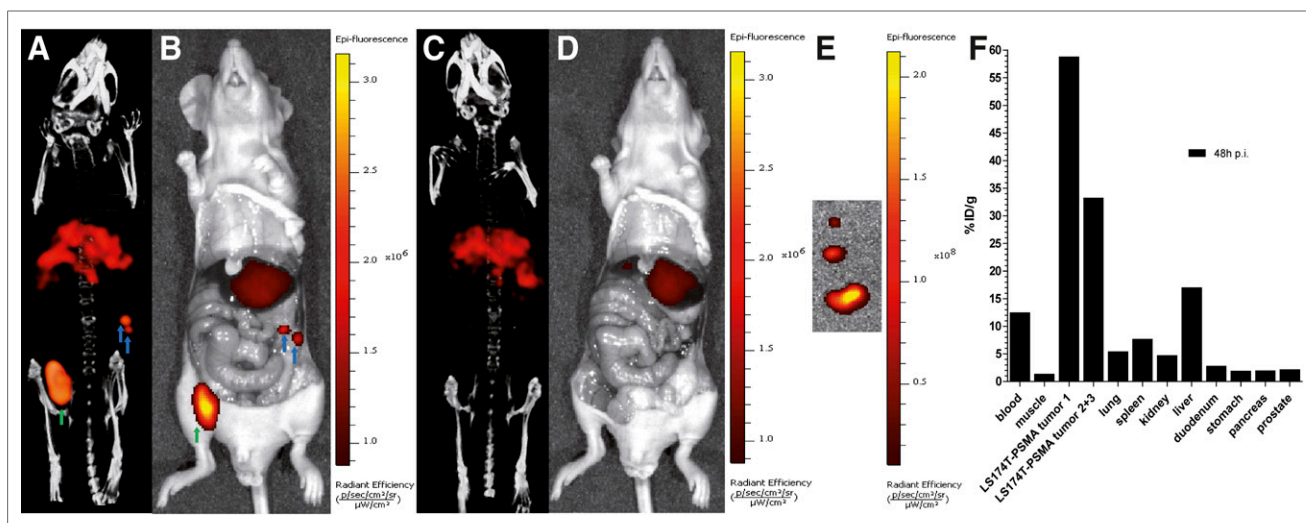 A
B
Epi-fluorescence
3.0
2.5
2.0
×10⁶
1.5
1.0
Radiant Efficiency
(p/sec/cm²/sr / µW/cm²)
C
D
Epi-fluorescence
3.0
2.5
2.0
×10⁶
1.5
1.0
Radiant Efficiency
(p/sec/cm²/sr / µW/cm²)
E
Epi-fluorescence
2.0
1.5
×10⁸
1.0
0.5
Radiant Efficiency
(p/sec/cm²/sr / µW/cm²)
F
60
55
50
45
40
35
30
25
20
15
10
5
0
%ID/g
48h p.i.
blood
muscle
LS174T-PSMA tumor 1
LS174T-PSMA tumor 2+3
lung
spleen
kidney
liver
duodenum
stomach
pancreas
prostate